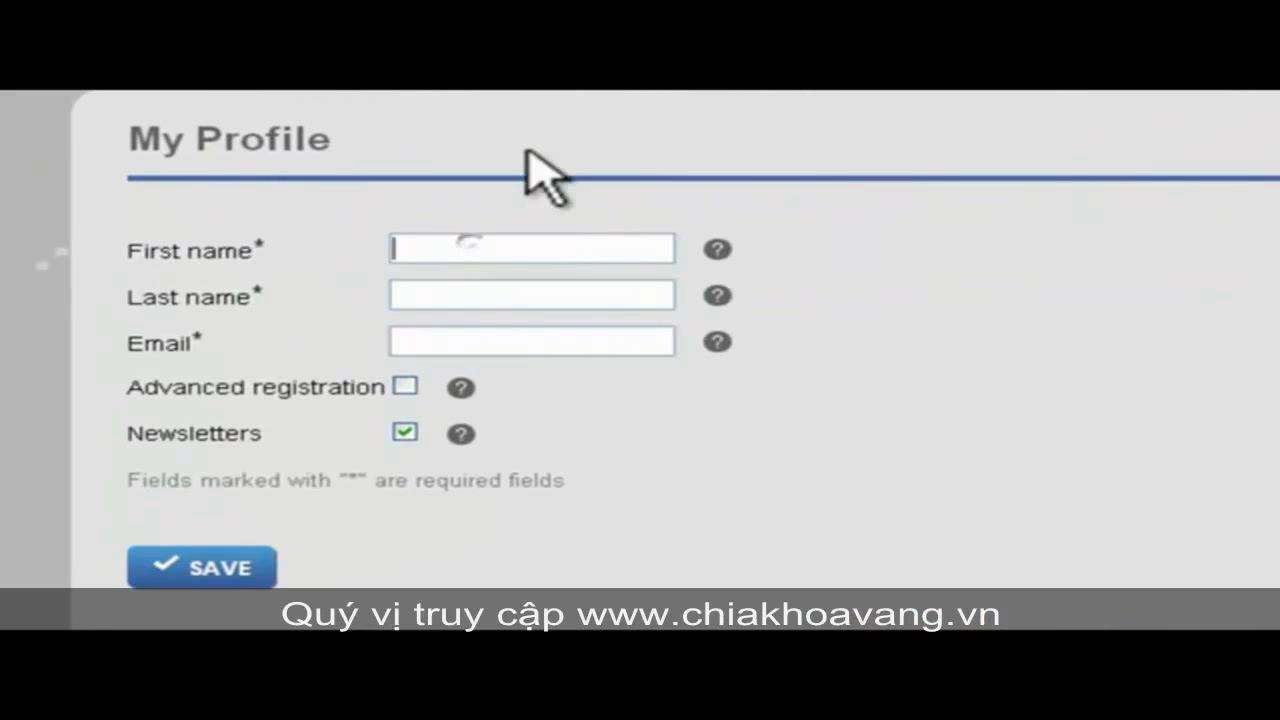 My Profile
First name*
Last name*
Email*
Advanced registration
Newsletters
Fields marked with "*" are required fields
SAVE
Quý vị truy cập www.chiakhoavang.vn